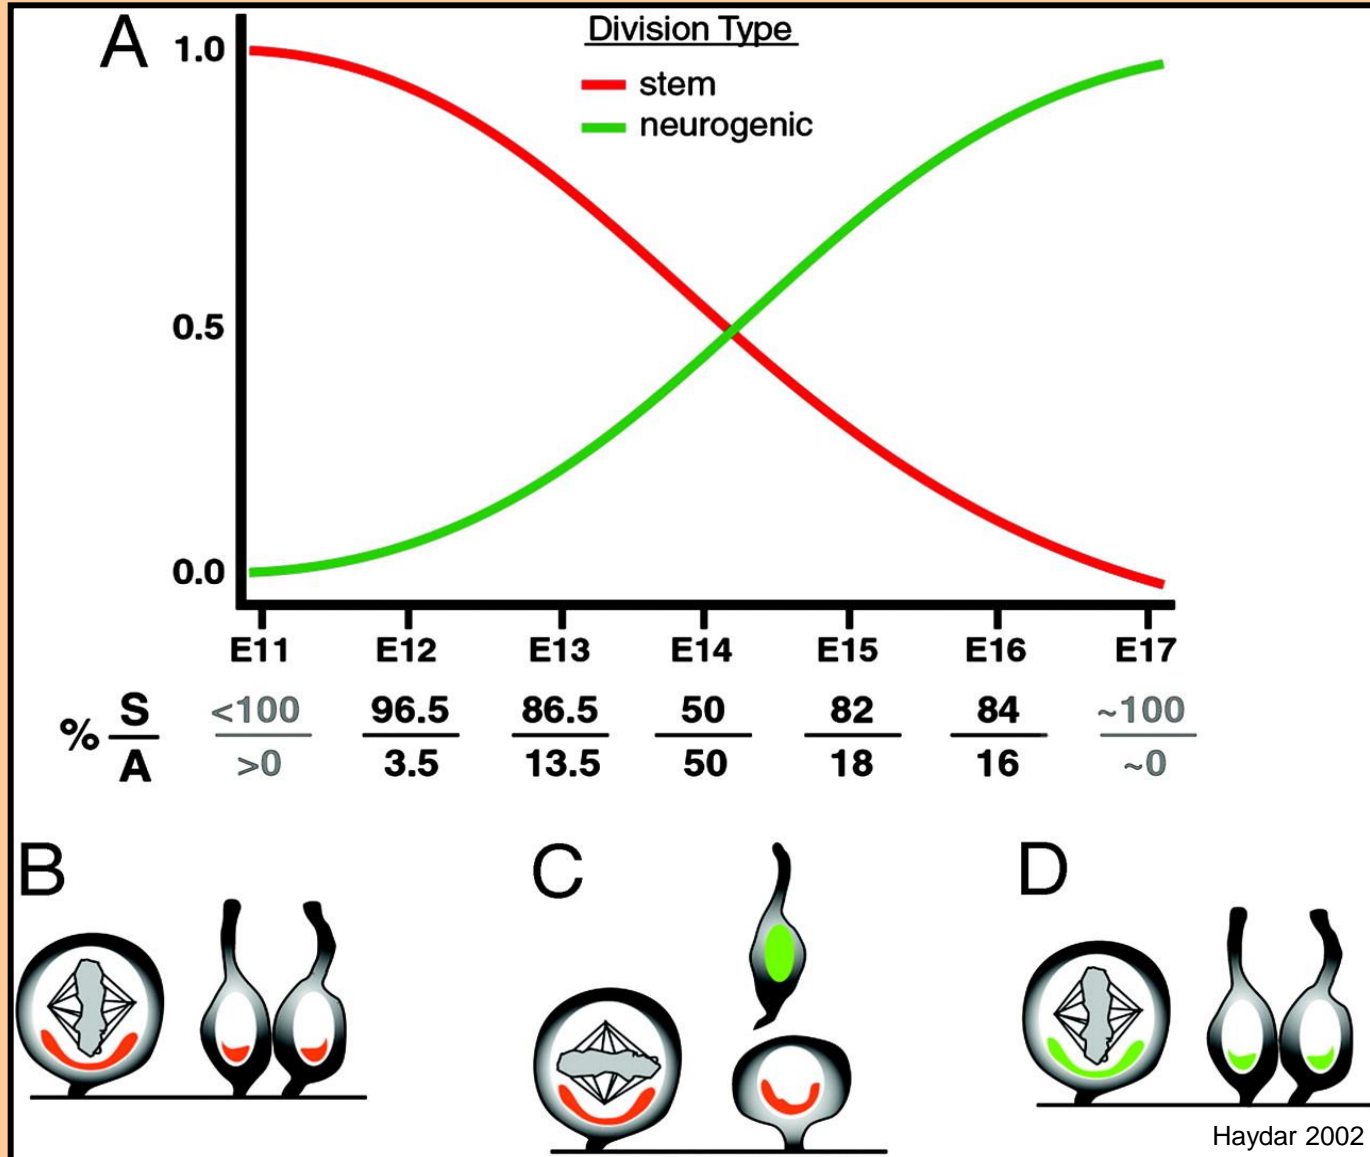 A
Division Type
stem
neurogenic
1.0
0.5
0.0
E11 E12 E13 E14 E15 E16 E17
% S <100 96.5 86.5 50 82 84 ~100
A >0 3.5 13.5 50 18 16 ~0
B C D
Haydar 2002